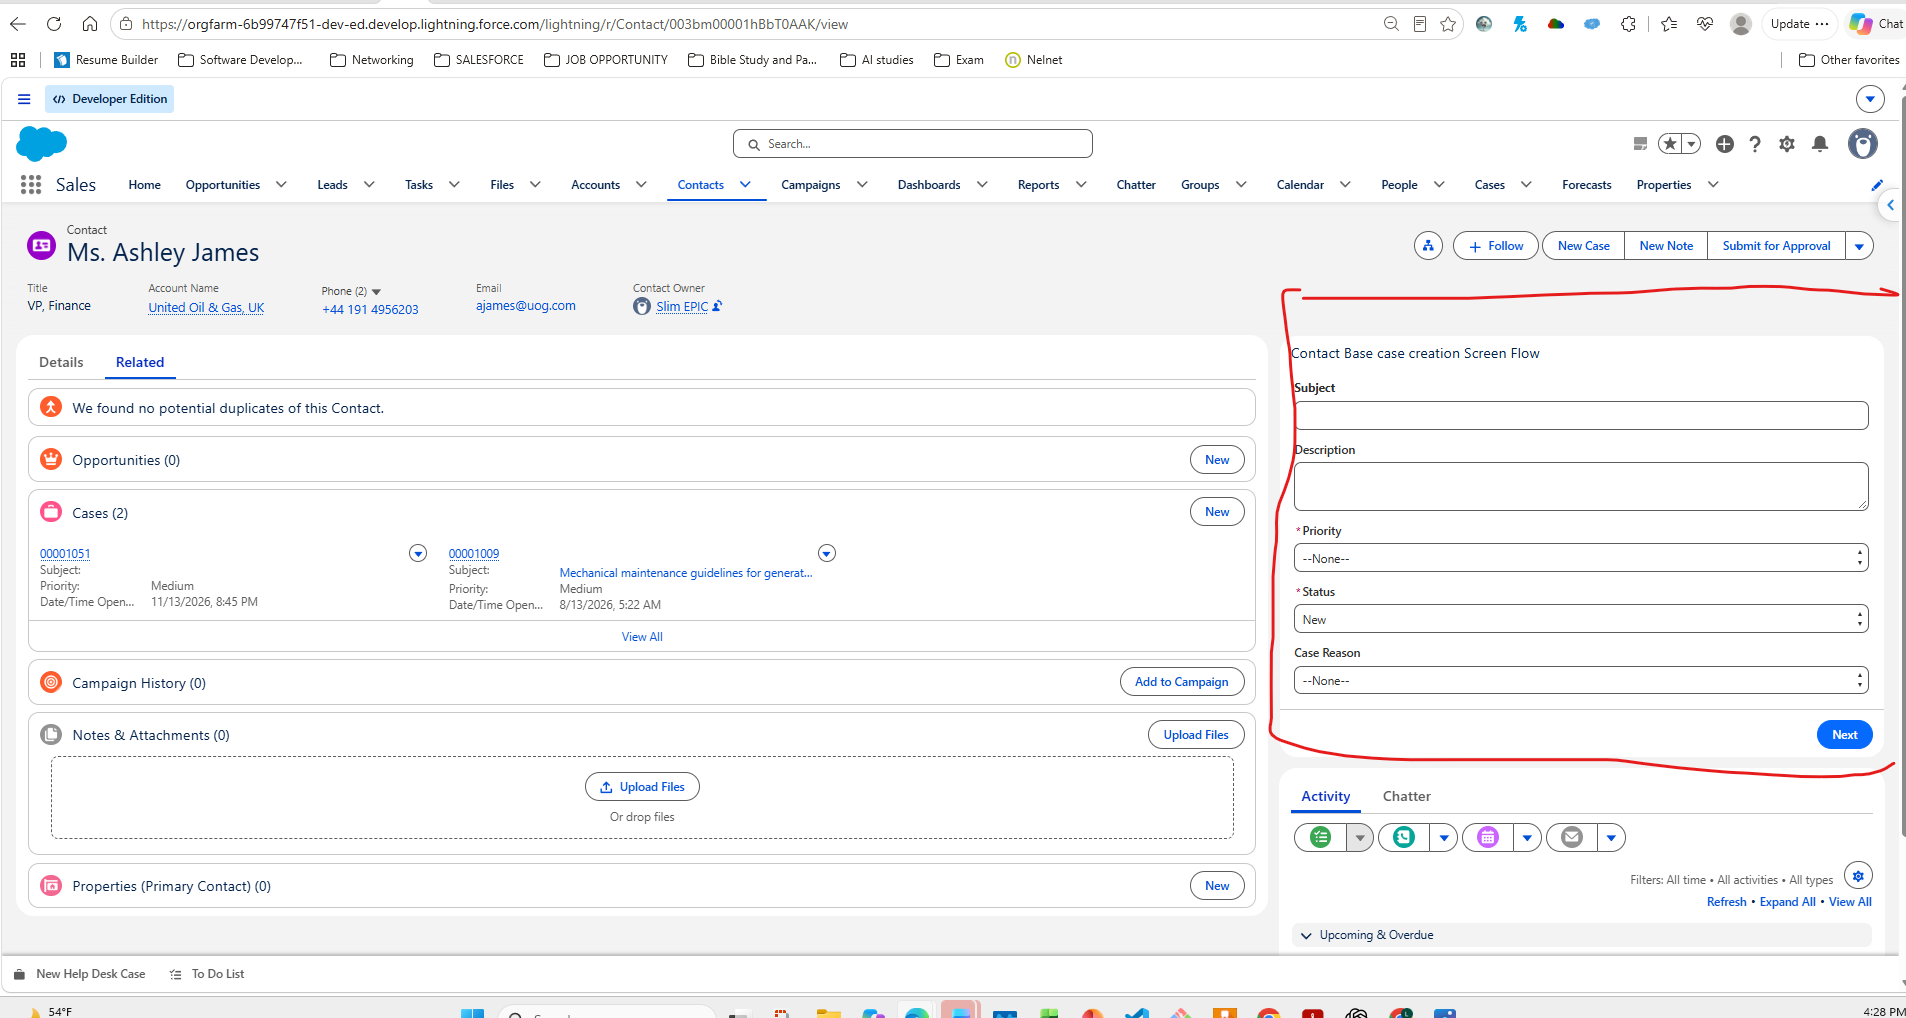 https://orgfarm-6b99747f51-dev-ed.develop.lightning.force.com/lightning/r/Contact/003bm00001hBbT0AAK/view
Update
Chat
Resume Builder
Software Develop...
Networking
SALESFORCE
JOB OPPORTUNITY
Bible Study and Pa...
AI studies
Exam
Nelnet
Other favorites
Developer Edition
Search...
Sales
Home
Opportunities
Leads
Tasks
Files
Accounts
Contacts
Campaigns
Dashboards
Reports
Chatter
Groups
Calendar
People
Cases
Forecasts
Properties
Contact
Ms. Ashley James
Follow
New Case
New Note
Submit for Approval
Title
VP, Finance
Account Name
United Oil & Gas, UK
Phone (2)
+44 191 4956203
Email
ajames@uog.com
Contact Owner
Slim EPIC
Details
Related
We found no potential duplicates of this Contact.
Opportunities (0)
New
Cases (2)
New
00001051
Subject:
Priority: Medium
Date/Time Open... 11/13/2026, 8:45 PM
00001009
Subject: Mechanical maintenance guidelines for generat...
Priority: Medium
Date/Time Open... 8/13/2026, 5:22 AM
View All
Campaign History (0)
Add to Campaign
Notes & Attachments (0)
Upload Files
Upload Files
Or drop files
Properties (Primary Contact) (0)
New
Contact Base case creation Screen Flow
Subject
Description
*Priority
--None--
*Status
New
Case Reason
--None--
Next
Activity
Chatter
Filters: All time • All activities • All types
Refresh • Expand All • View All
Upcoming & Overdue
New Help Desk Case
To Do List
54°F
4:28 PM